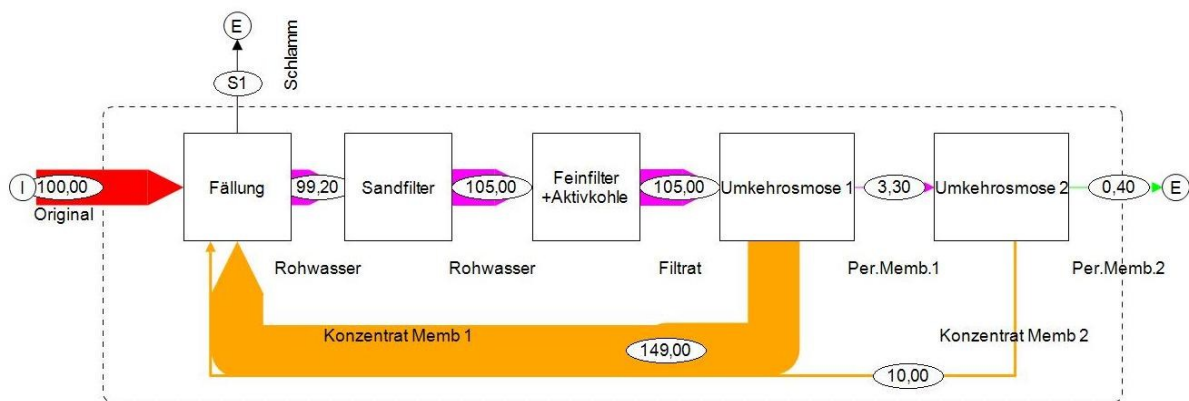 E
Schlamm
S1
I
100,00
Original
Fällung
99,20
Sandfilter
105,00
Feinfilter
+Aktivkohle
105,00
Umkehrosmose 1
3,30
Umkehrosmose 2
0,40
E
Rohwasser
Rohwasser
Filtrat
Per.Memb.1
Per.Memb.2
Konzentrat Memb 1
Konzentrat Memb 2
149,00
10,00